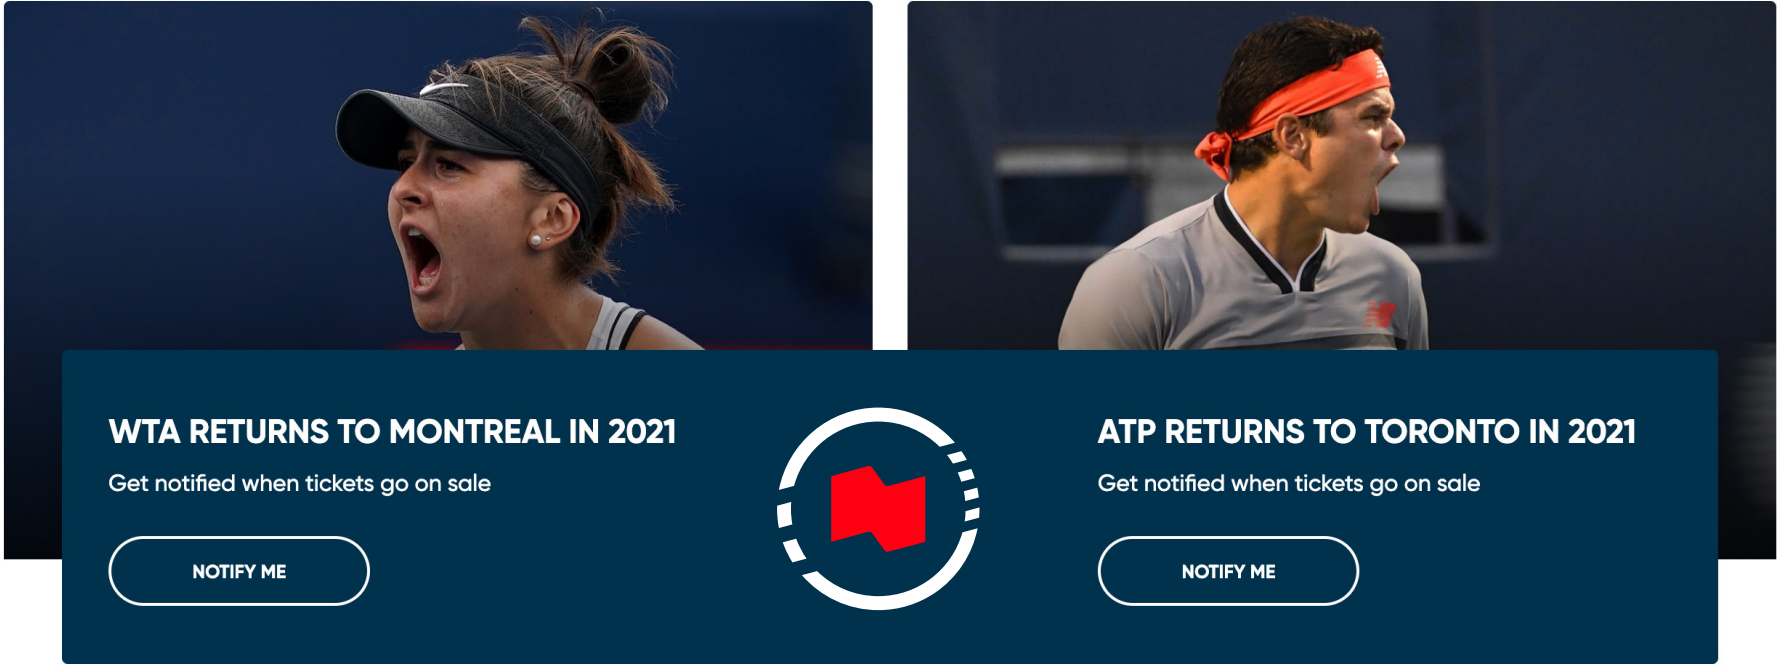 WTA RETURNS TO MONTREAL IN 2021
Get notified when tickets go on sale
NOTIFY ME
ATP RETURNS TO TORONTO IN 2021
Get notified when tickets go on sale
NOTIFY ME